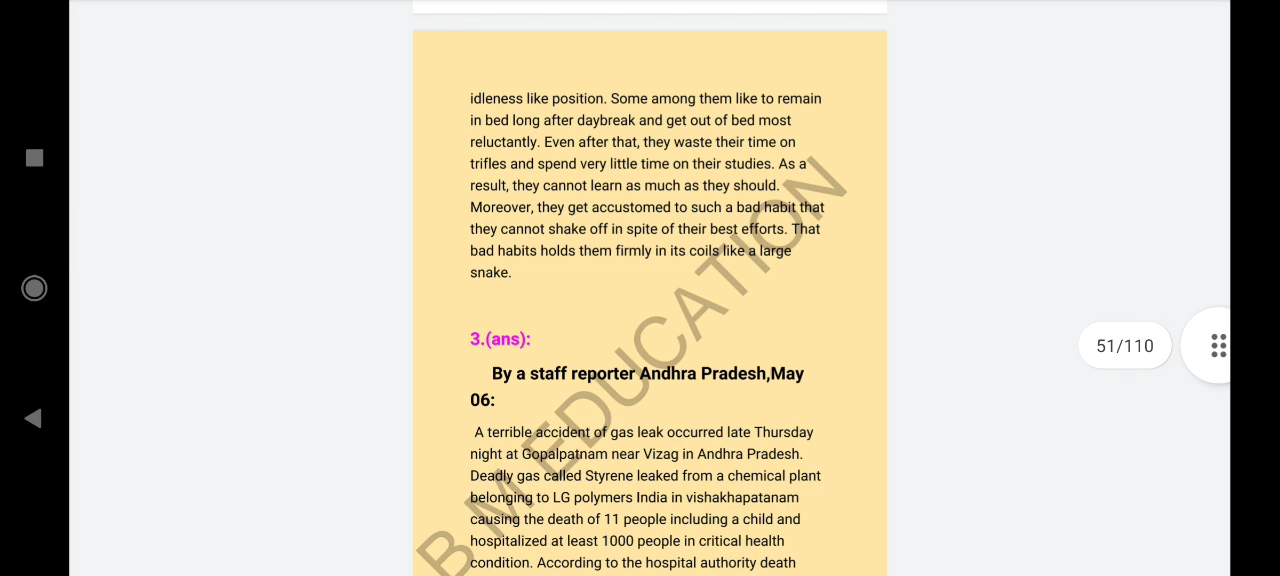 idleness like position. Some among them like to remain
in bed long after daybreak and get out of bed most
reluctantly. Even after that, they waste their time on
trifles and spend very little time on their studies. As a
result, they cannot learn as much as they should.
Moreover, they get accustomed to such a bad habit that
they cannot shake off in spite of their best efforts. That
bad habits holds them firmly in its coils like a large
snake.
3.(ans):
By a staff reporter Andhra Pradesh,May
06:
A terrible accident of gas leak occurred late Thursday
night at Gopalpatnam near Vizag in Andhra Pradesh.
Deadly gas called Styrene leaked from a chemical plant
belonging to LG polymers India in vishakhapatanam
causing the death of 11 people including a child and
hospitalized at least 1000 people in critical health
condition. According to the hospital authority death
B M EDUCATION
51/110